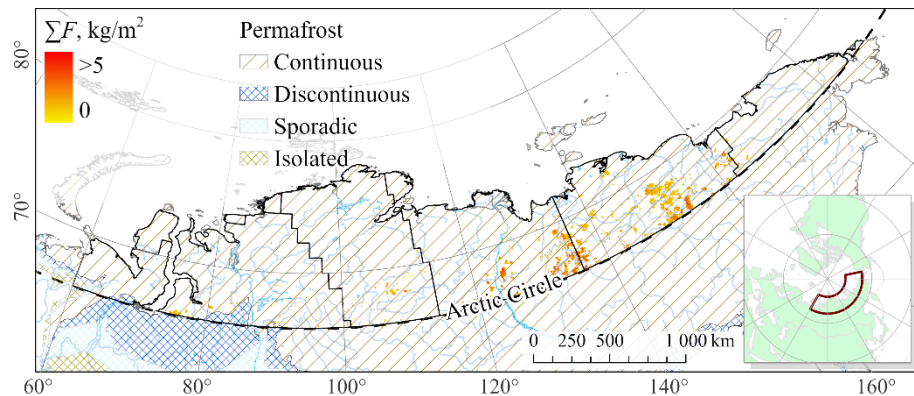 ∑F, kg/m²
>5
0
Permafrost
Continuous
Discontinuous
Sporadic
Isolated
80°
70°
Arctic Circle
0 250 500 1 000 km
60° 80° 100° 120° 140° 160°